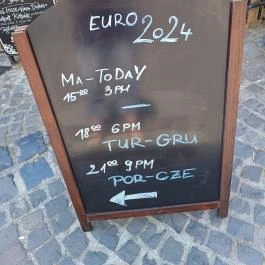 EURO 2024
MA-TODAY
15⁰⁰ 3PM
—
18⁰⁰ 6PM
TUR-GRU
21⁰⁰ 9PM
POR-CZE
←